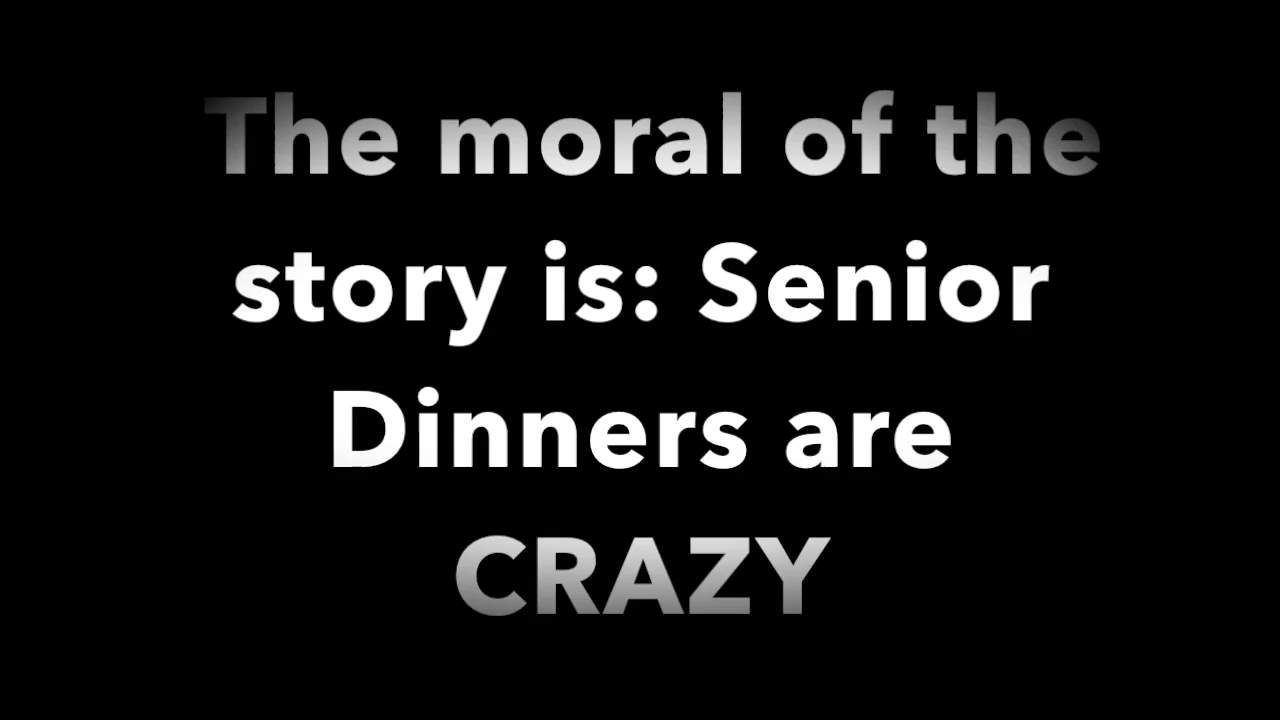 The moral of the
story is: Senior
Dinners are
CRAZY